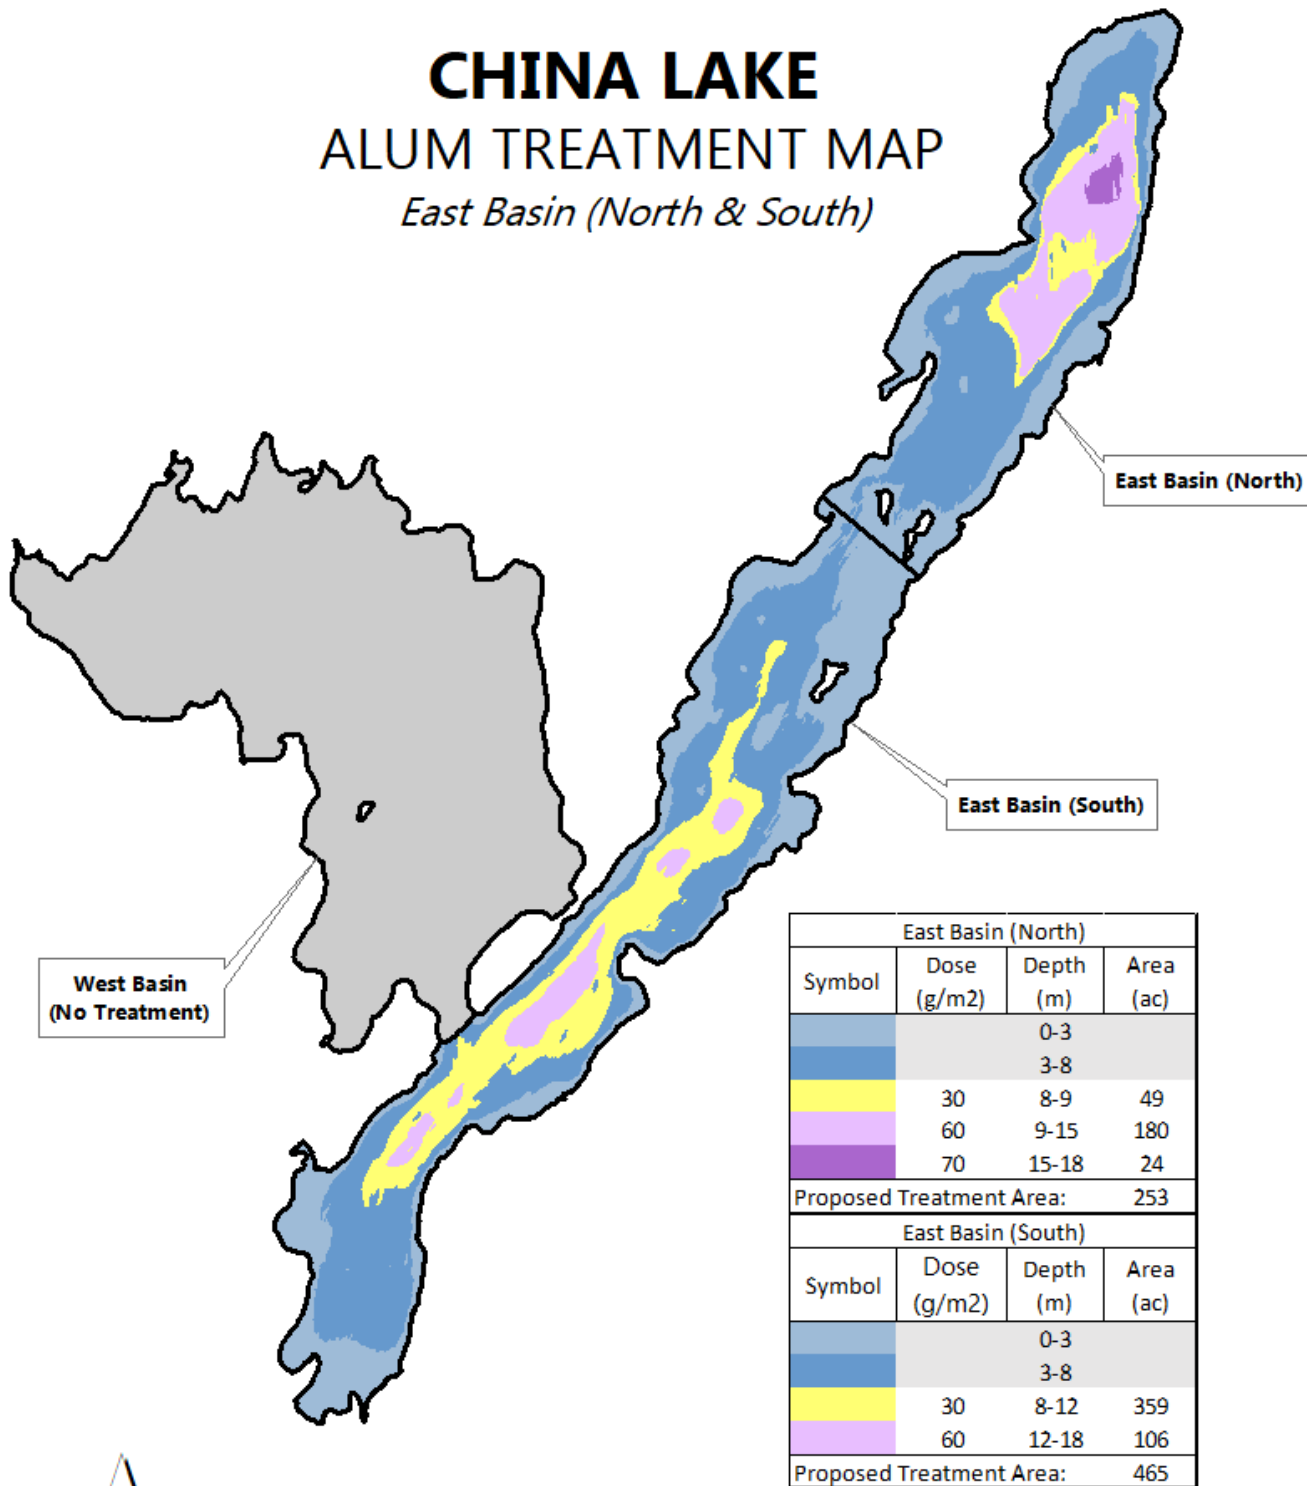 CHINA LAKE
ALUM TREATMENT MAP
East Basin (North & South)
East Basin (North)
East Basin (South)
West Basin
(No Treatment)
East Basin (North)
Symbol Dose (g/m2) Depth (m) Area (ac)
0-3
3-8
30 8-9 49
60 9-15 180
70 15-18 24
Proposed Treatment Area: 253
East Basin (South)
Symbol Dose (g/m2) Depth (m) Area (ac)
0-3
3-8
30 8-12 359
60 12-18 106
Proposed Treatment Area: 465